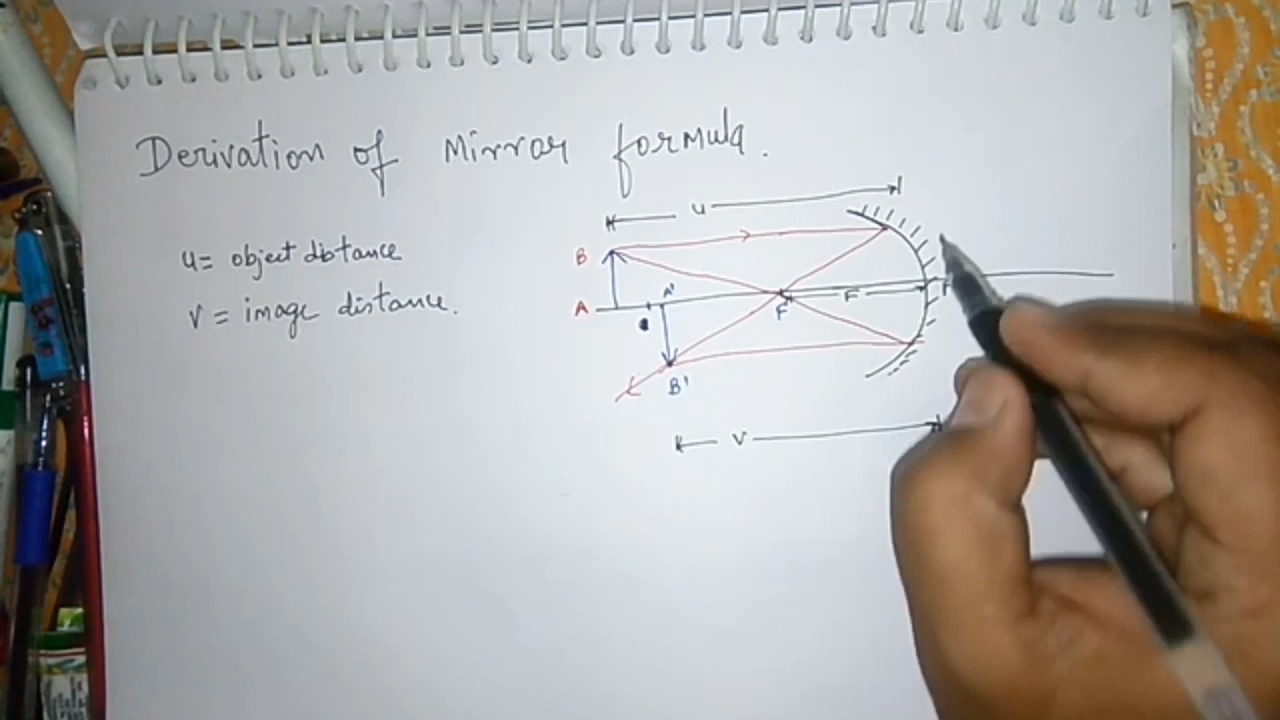 Derivation of Mirror formula.
u
u = object distance
B
v = image distance.
A
A'
F
F
B'
v